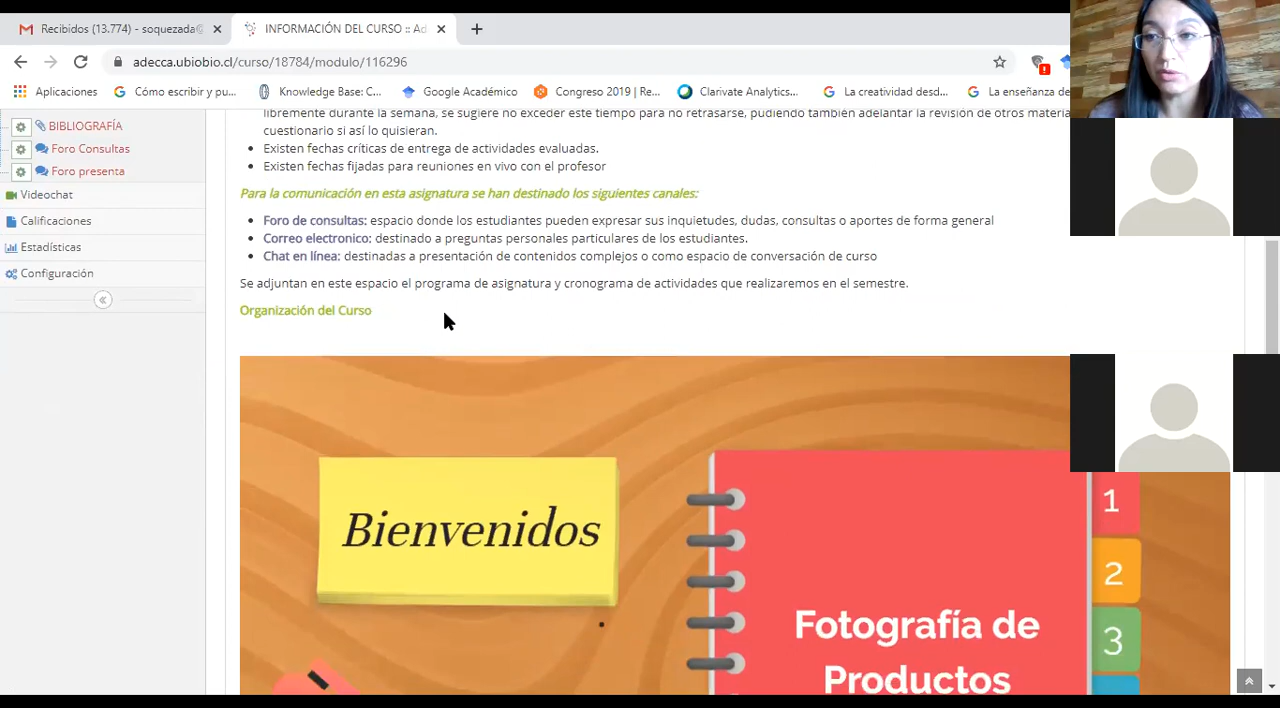 Recibidos (13.774) - soquezada@
INFORMACIÓN DEL CURSO :: Ad
adecca.ubiobio.cl/curso/18784/modulo/116296
Aplicaciones
Cómo escribir y pu...
Knowledge Base: C...
Google Académico
Congreso 2019 | Re...
Clarivate Analytics...
La creatividad desd...
La enseñanza de
BIBLIOGRAFÍA
Foro Consultas
Foro presenta
Videochat
Calificaciones
Estadísticas
Configuración
libremente durante la semana, se sugiere no exceder este tiempo para no retrasarse, pudiendo también adelantar la revisión de otros materia
cuestionario si así lo quisieran.
Existen fechas críticas de entrega de actividades evaluadas.
Existen fechas fijadas para reuniones en vivo con el profesor
Para la comunicación en esta asignatura se han destinado los siguientes canales:
Foro de consultas: espacio donde los estudiantes pueden expresar sus inquietudes, dudas, consultas o aportes de forma general
Correo electronico: destinado a preguntas personales particulares de los estudiantes.
Chat en línea: destinadas a presentación de contenidos complejos o como espacio de conversación de curso
Se adjuntan en este espacio el programa de asignatura y cronograma de actividades que realizaremos en el semestre.
Organización del Curso
Bienvenidos
Fotografía de
Productos
1
2
3